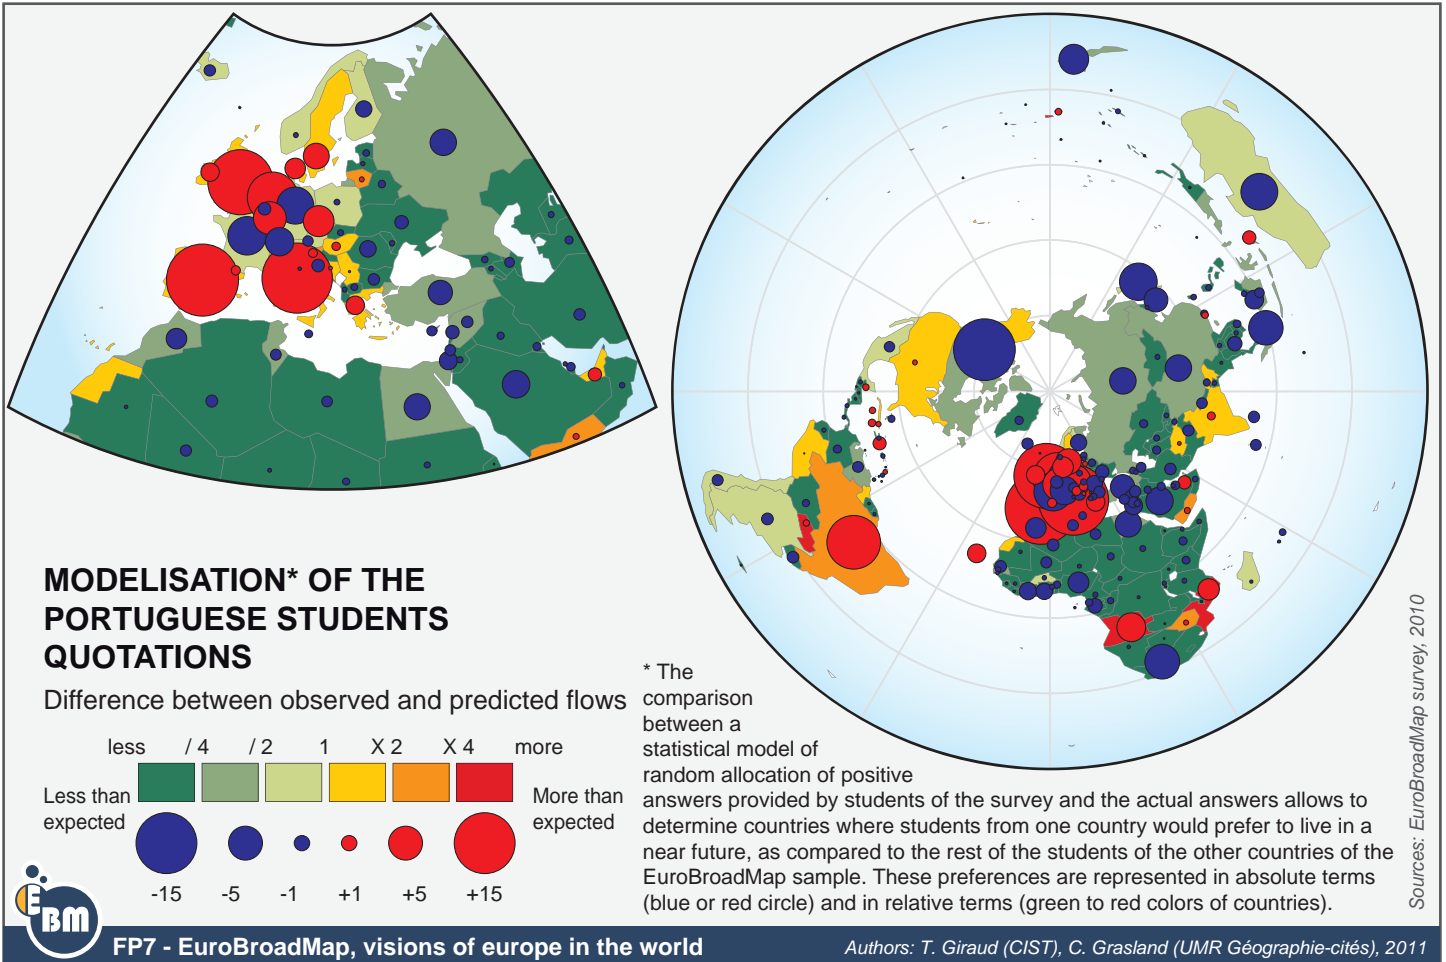 MODELISATION* OF THE
PORTUGUESE STUDENTS
QUOTATIONS
Difference between observed and predicted flows
less / 4 / 2 1 X 2 X 4 more
Less than
expected
More than
expected
-15 -5 -1 +1 +5 +15
* The
comparison
between a
statistical model of
random allocation of positive
answers provided by students of the survey and the actual answers allows to
determine countries where students from one country would prefer to live in a
near future, as compared to the rest of the students of the other countries of the
EuroBroadMap sample. These preferences are represented in absolute terms
(blue or red circle) and in relative terms (green to red colors of countries).
Sources: EuroBroadMap survey, 2010
EBM
FP7 - EuroBroadMap, visions of europe in the world
Authors: T. Giraud (CIST), C. Grasland (UMR Géographie-cités), 2011